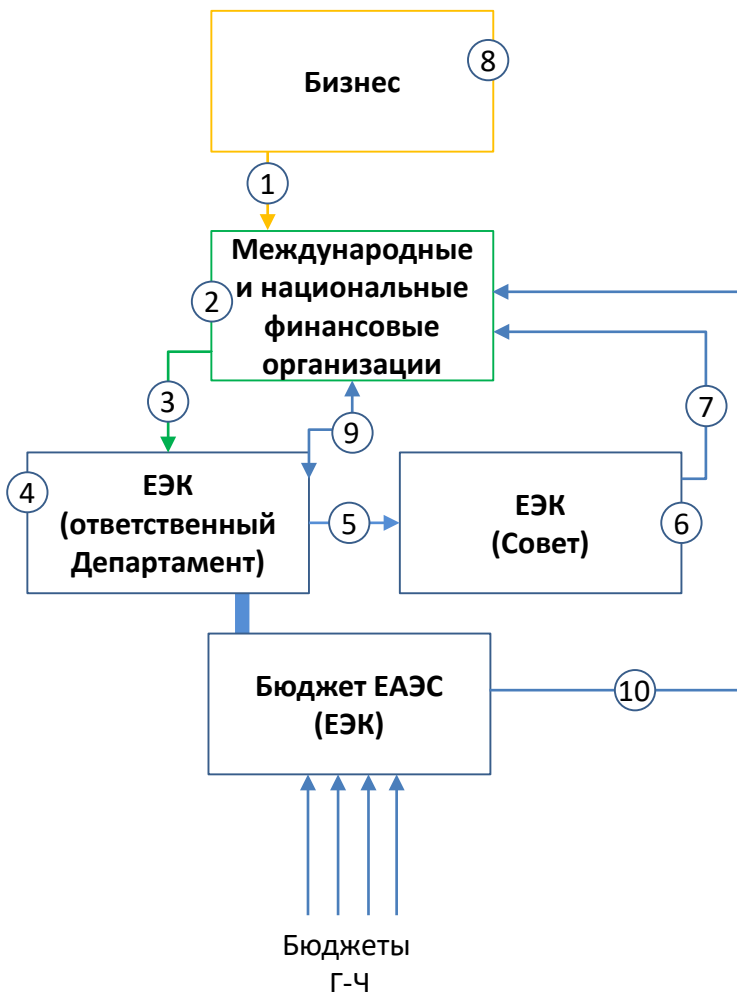 Бизнес
8
1
Международные
и национальные
финансовые
организации
2
3
9
7
ЕЭК
(ответственный
Департамент)
4
5
ЕЭК
(Совет)
6
Бюджет ЕАЭС
(ЕЭК)
10
Бюджеты
Г-Ч